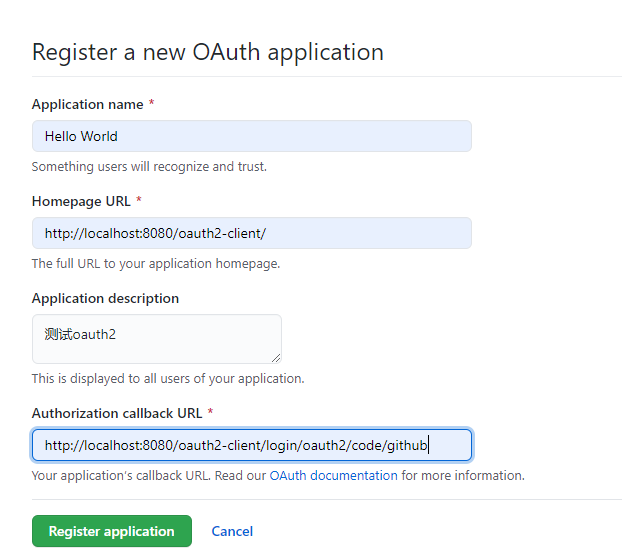 Register a new OAuth application
Application name *
Hello World
Something users will recognize and trust.
Homepage URL *
http://localhost:8080/oauth2-client/
The full URL to your application homepage.
Application description
测试oauth2
This is displayed to all users of your application.
Authorization callback URL *
http://localhost:8080/oauth2-client/login/oauth2/code/github
Your application's callback URL. Read our OAuth documentation for more information.
Register application Cancel